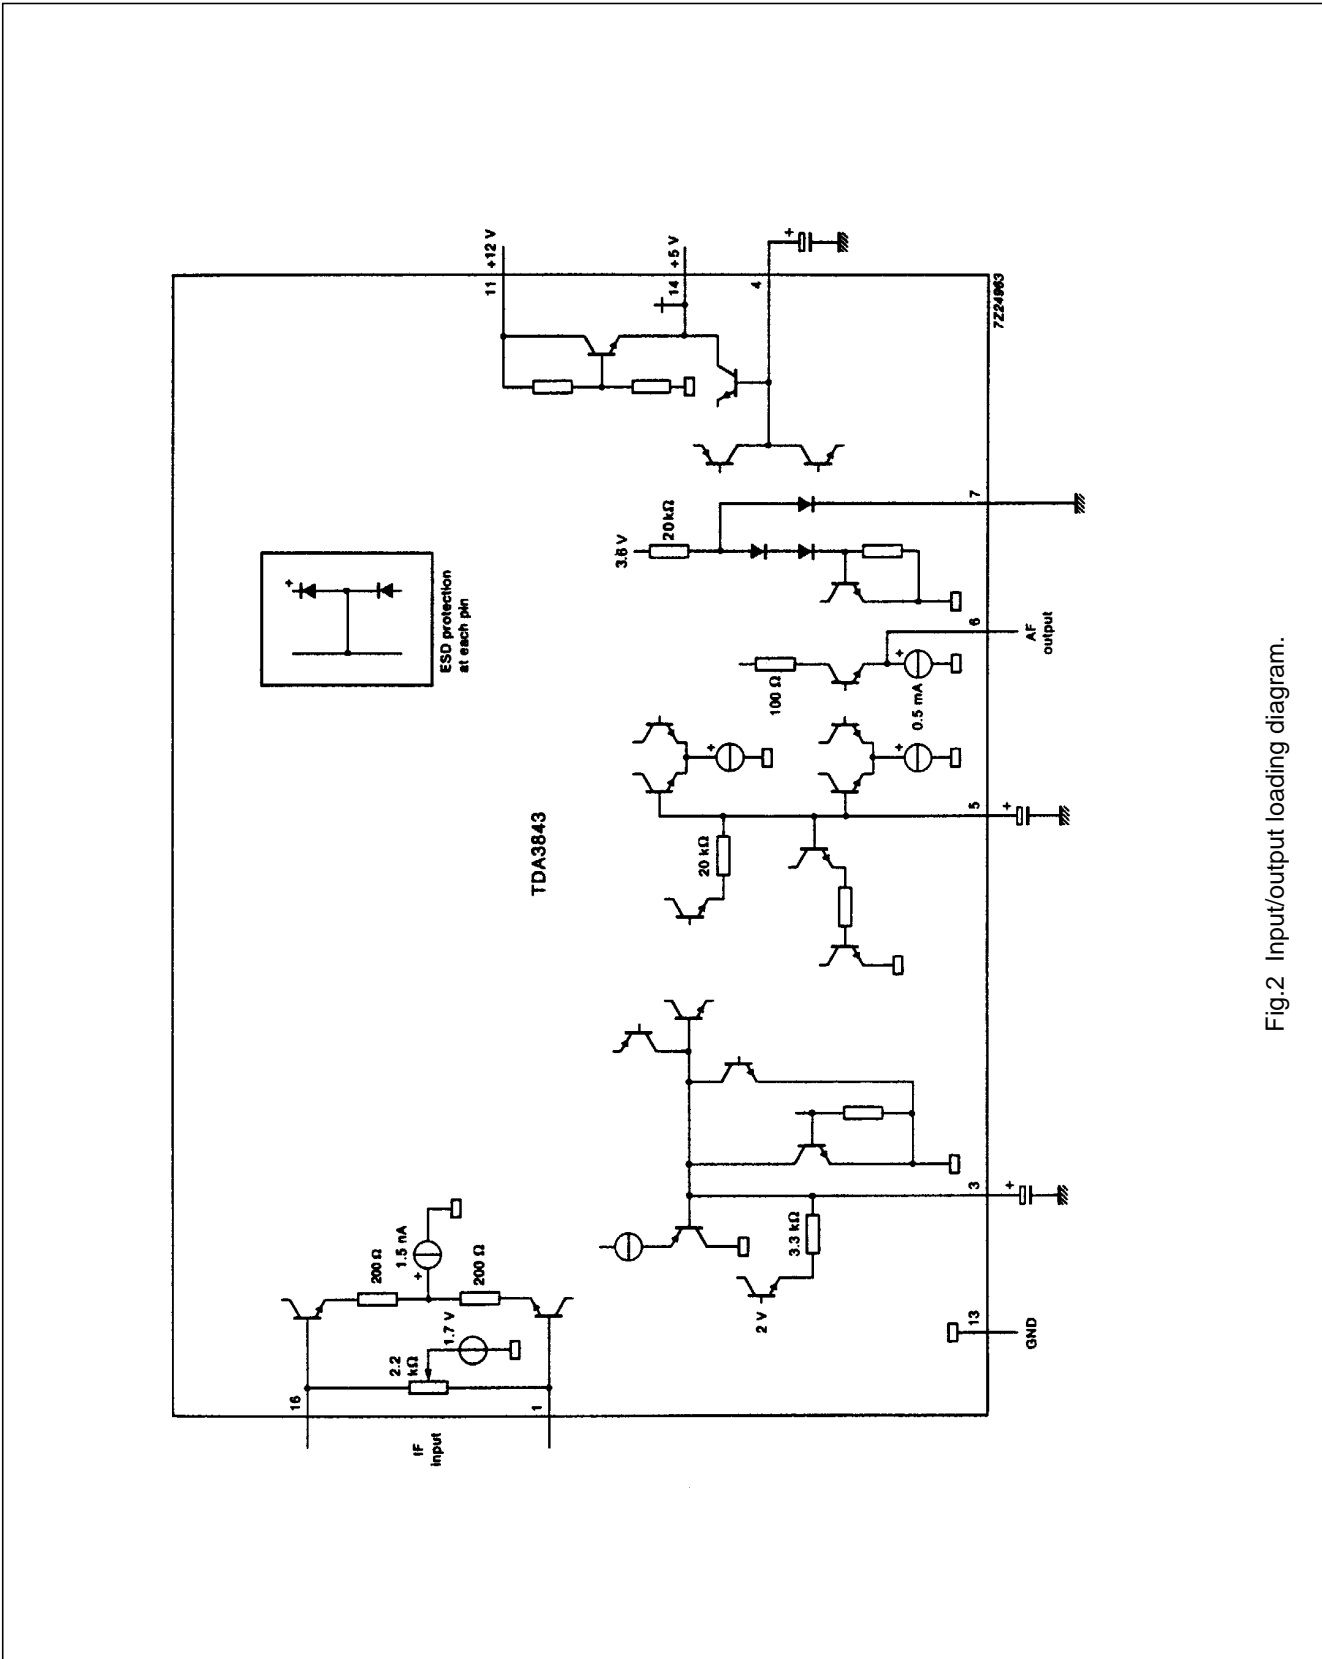 11 +12 V
14 +5 V
4
7Z24963
ESD protection
at each pin
3.6 V
20 kΩ
7
6
AF
output
100 Ω
0.5 mA
TDA3843
20 kΩ
5
3
3.3 kΩ
2 V
13
GND
200 Ω
1.5 nA
200 Ω
1.7 V
2.2
kΩ
16
1
IF
input
Fig.2 Input/output loading diagram.